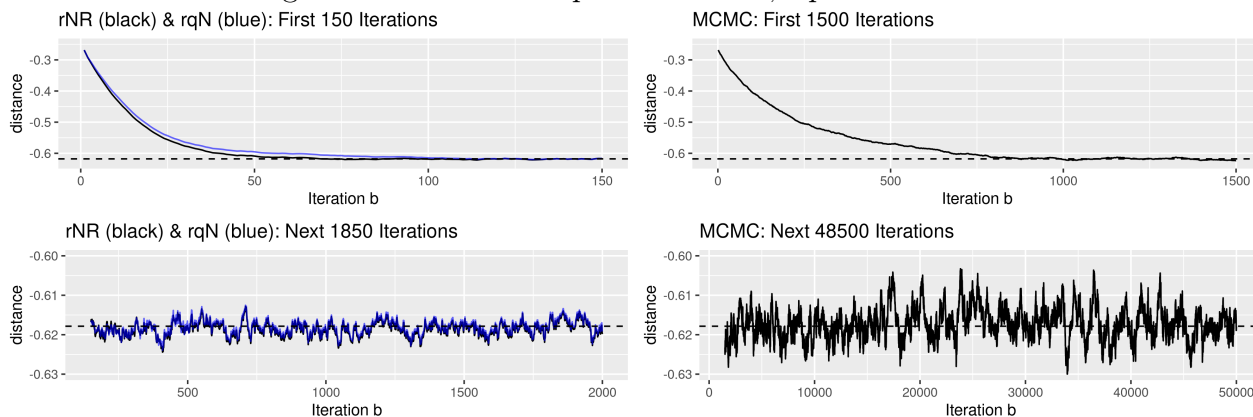 rNR (black) & rqN (blue): First 150 Iterations
distance
-0.3
-0.4
-0.5
-0.6
0
50
100
150
Iteration b
MCMC: First 1500 Iterations
distance
-0.3
-0.4
-0.5
-0.6
0
500
1000
1500
Iteration b
rNR (black) & rqN (blue): Next 1850 Iterations
distance
-0.60
-0.61
-0.62
-0.63
500
1000
1500
2000
Iteration b
MCMC: Next 48500 Iterations
distance
-0.60
-0.61
-0.62
-0.63
0
10000
20000
30000
40000
50000
Iteration b